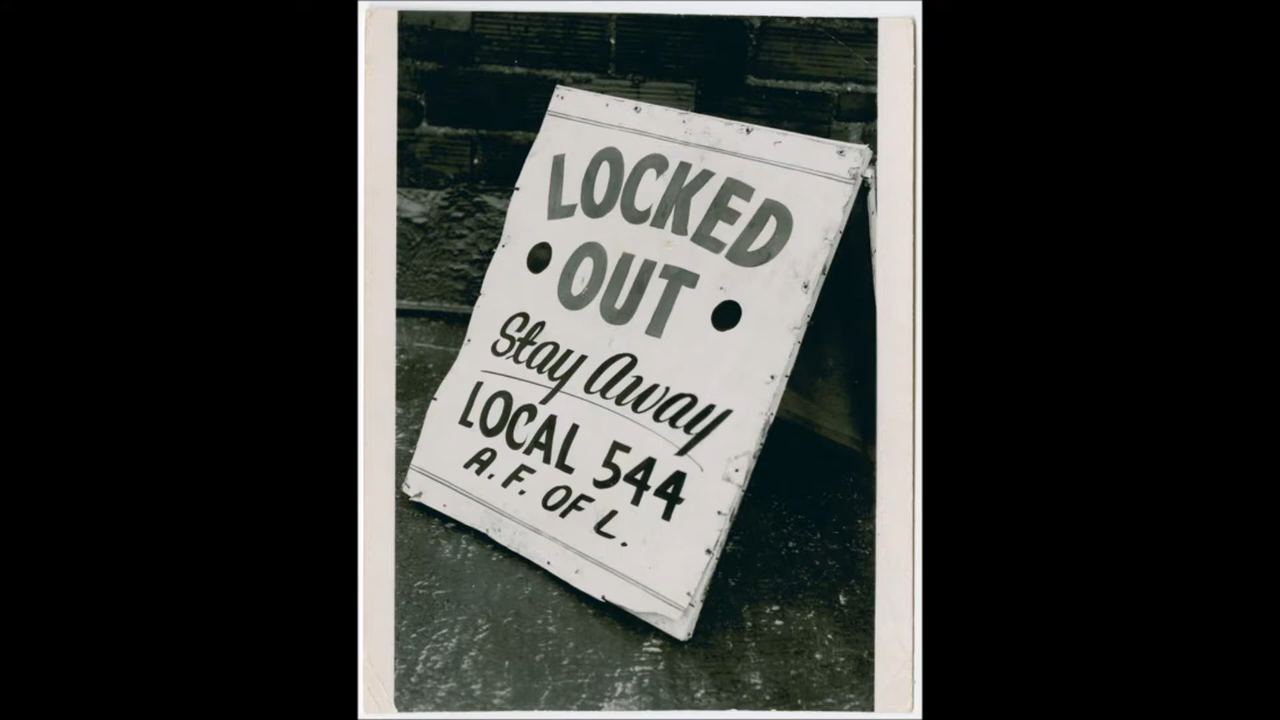 LOCKED
• OUT •
Stay Away
LOCAL 544
A. F. OF L.